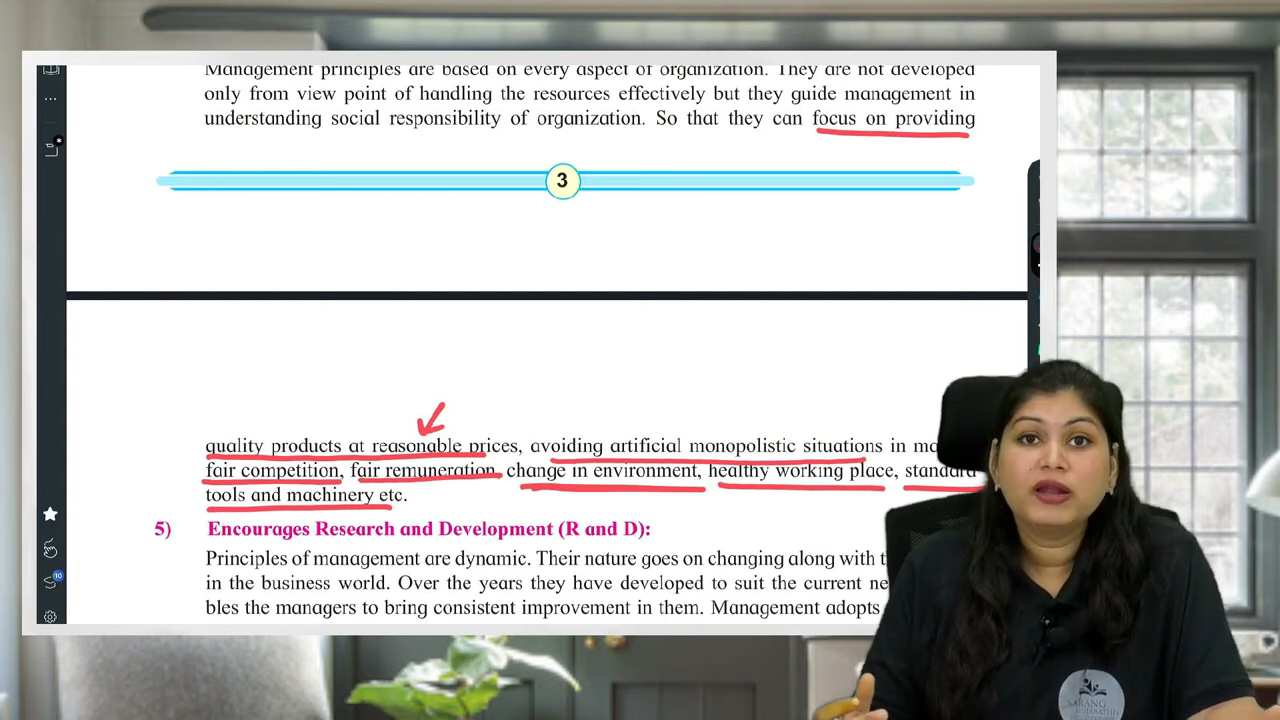 Management principles are based on every aspect of organization. They are not developed
only from view point of handling the resources effectively but they guide management in
understanding social responsibility of organization. So that they can focus on providing
3
quality products at reasonable prices, avoiding artificial monopolistic situations in
fair competition, fair remuneration, change in environment, healthy working place, standard
tools and machinery etc.
5) Encourages Research and Development (R and D):
Principles of management are dynamic. Their nature goes on changing along with
in the business world. Over the years they have developed to suit the current
bles the managers to bring consistent improvement in them. Management adopts
10
SARANG